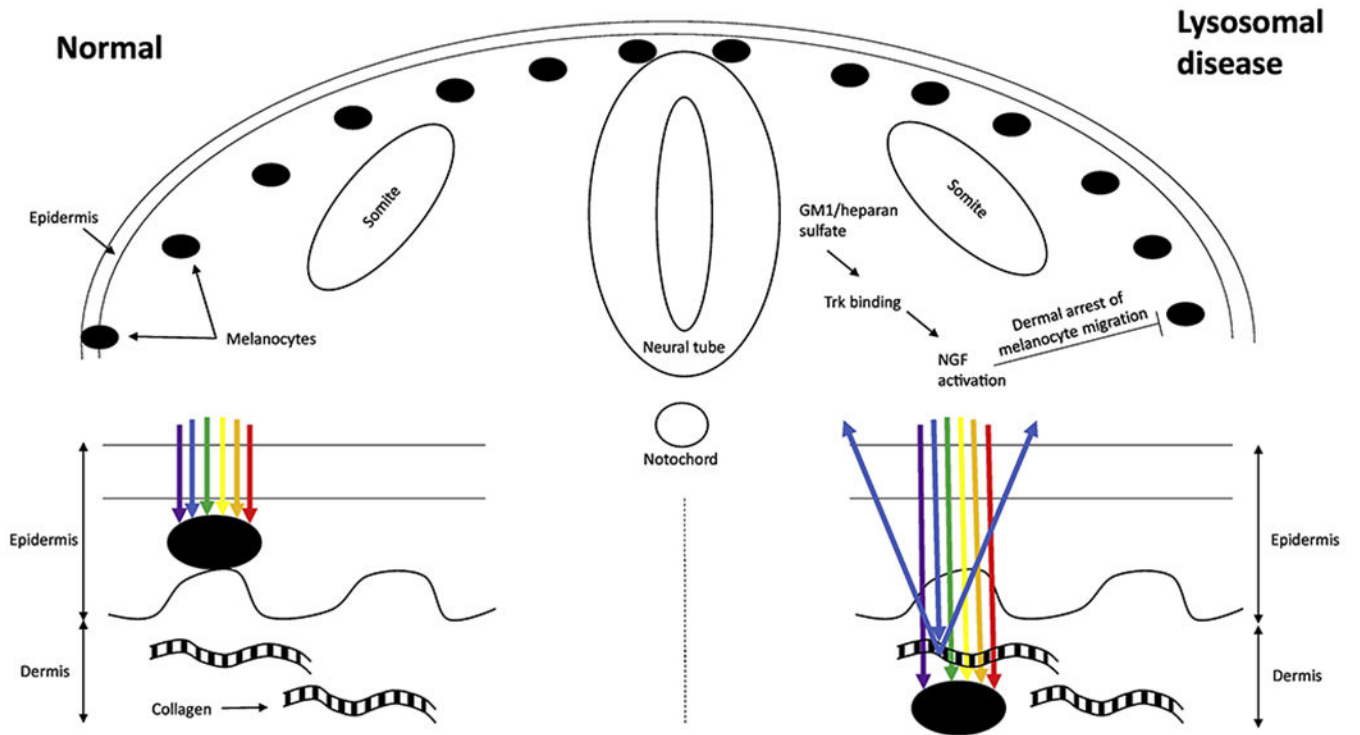 Normal
Lysosomal
disease
Epidermis
Somite
Melanocytes
Neural tube
GM1/heparan
sulfate
Somite
Trk binding
NGF
activation
Dermal arrest of
melanocyte migration
Notochord
Epidermis
Dermis
Collagen
Epidermis
Dermis